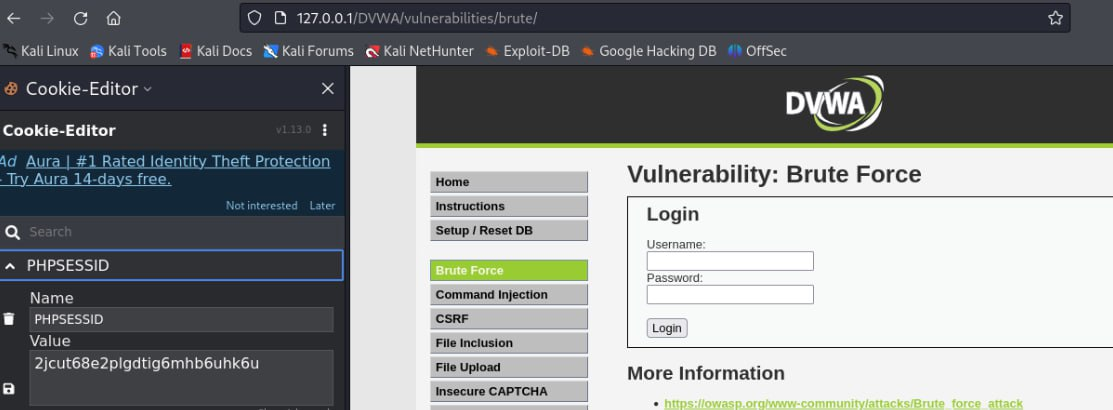 127.0.0.1/DVWA/vulnerabilities/brute/
Kali Linux Kali Tools Kali Docs Kali Forums Kali NetHunter Exploit-DB Google Hacking DB OffSec
Cookie-Editor
Cookie-Editor v1.13.0
Ad Aura | #1 Rated Identity Theft Protection
- Try Aura 14-days free.
Not interested Later
Search
PHPSESSID
Name
PHPSESSID
Value
2jcut68e2plgdtig6mhb6uhk6u
DVWA
Home
Instructions
Setup / Reset DB
Brute Force
Command Injection
CSRF
File Inclusion
File Upload
Insecure CAPTCHA
Vulnerability: Brute Force
Login
Username:
Password:
Login
More Information
• https://owasp.org/www-community/attacks/Brute_force_attack